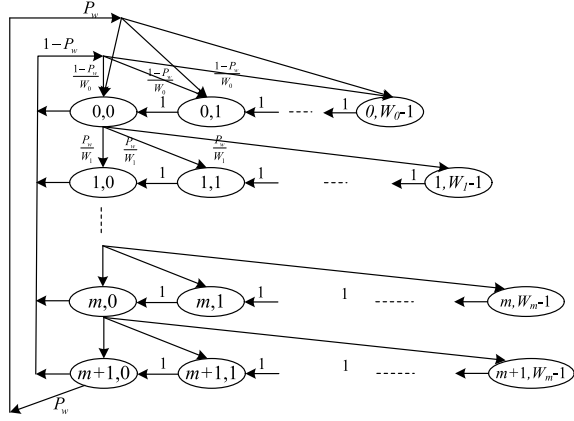 P_w
1-P_w
1-P_w/W_0 1-P_w/W_0 1-P_w/W_0
0,0 1 0,1 1 1 0,W_0-1
P_w/W_1 P_w/W_1 P_w/W_1
1,0 1 1,1 1 1 1,W_1-1
m,0 1 m,1 1 1 m,W_m-1
m+1,0 1 m+1,1 1 1 m+1,W_m-1
P_w